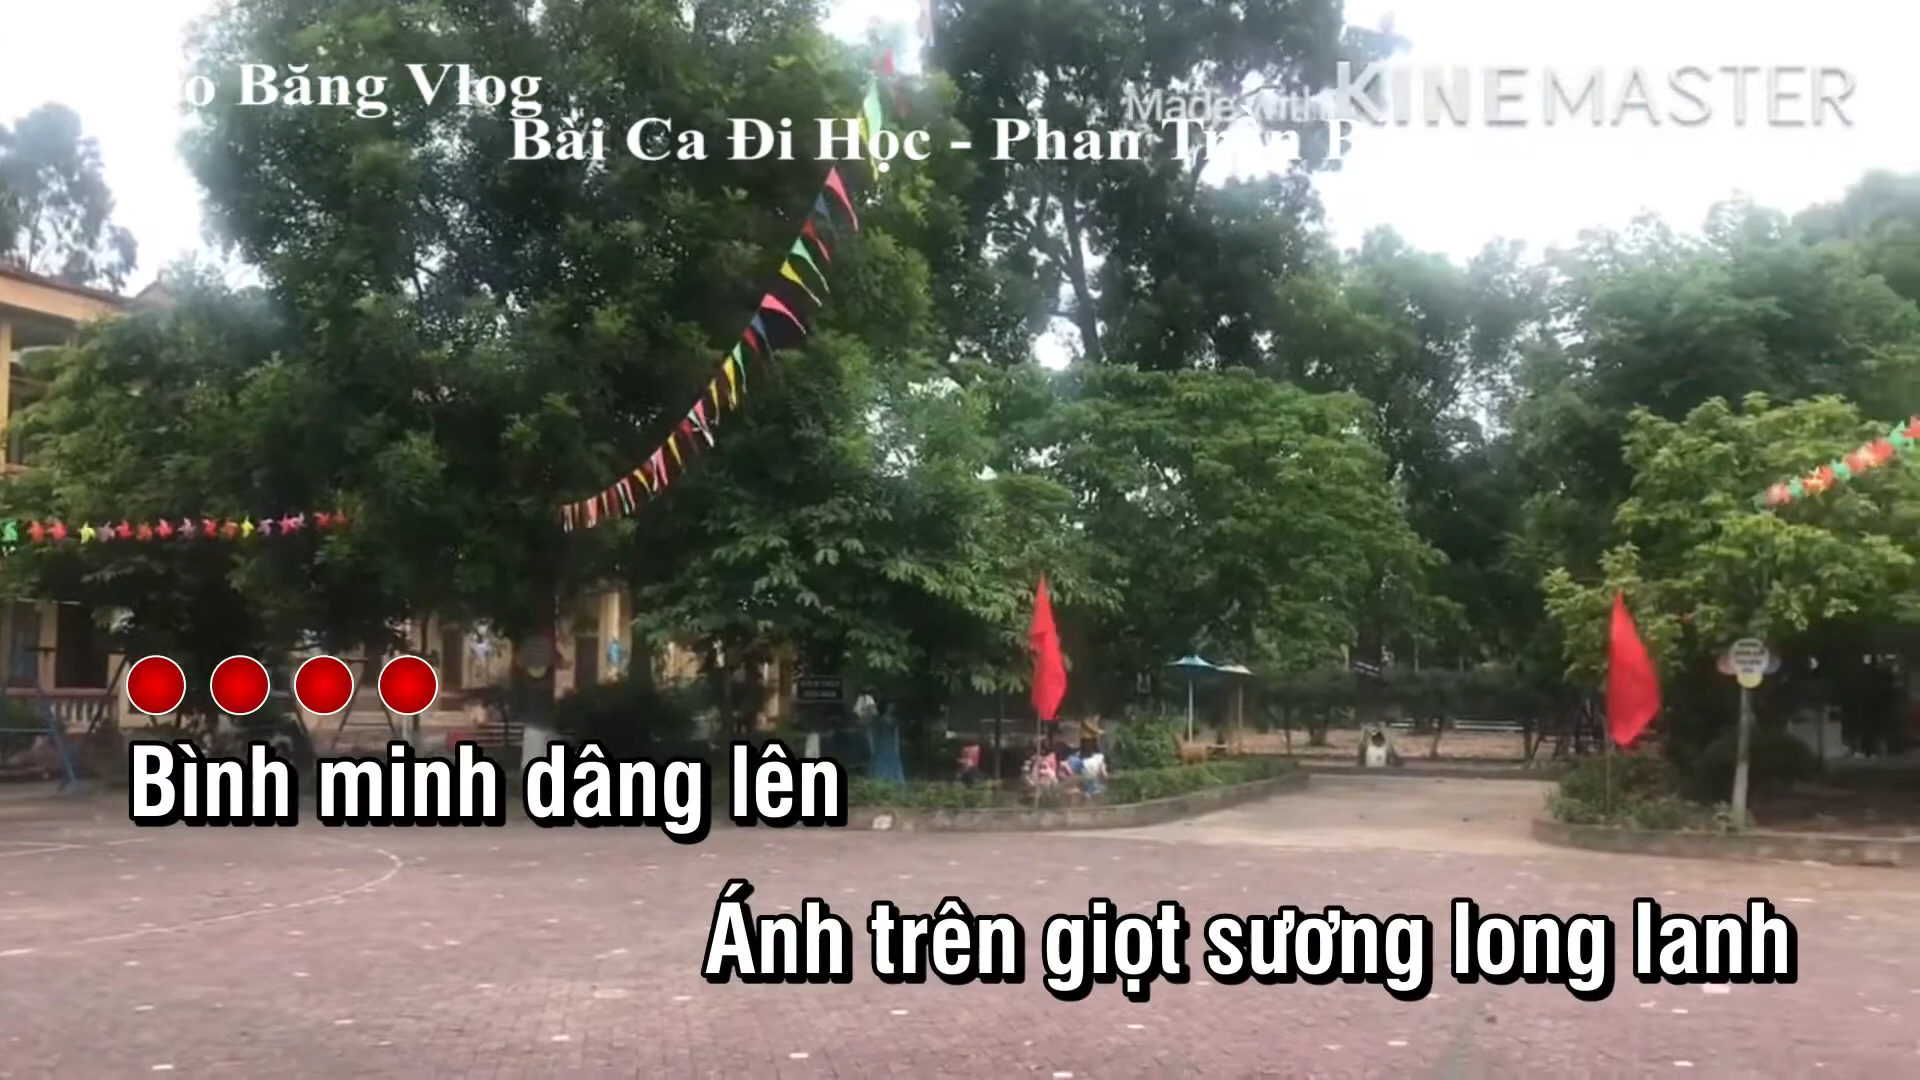 Băng Vlog
Made with KINEMASTER
Bài Ca Đi Học - Phan Trần
Bình minh dâng lên
Ánh trên giọt sương long lanh